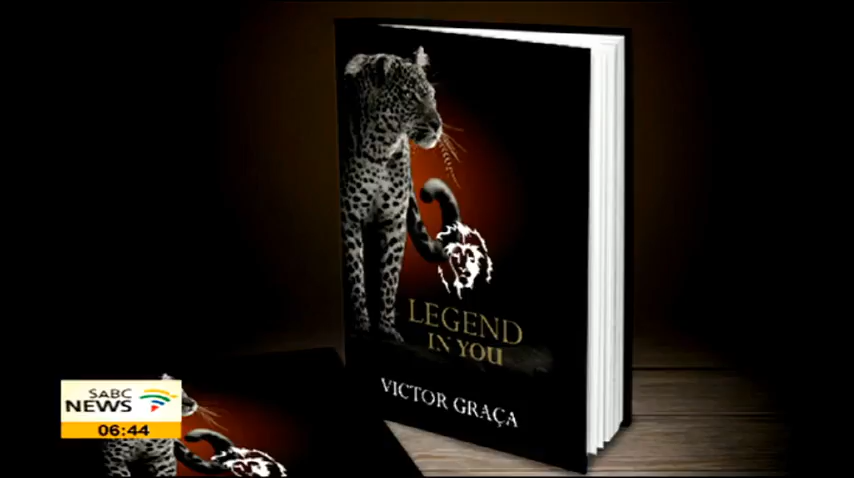 LEGEND
IN YOU
VICTOR GRAÇA
SABC
NEWS
06:44